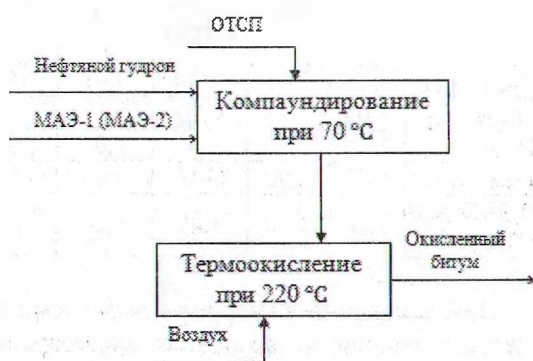 ОТСП
Нефтяной гудрон
МАЭ-1 (МАЭ-2)
Компаундирование
при 70 °С
Термоокисление
при 220 °С
Окисленный
битум
Воздух